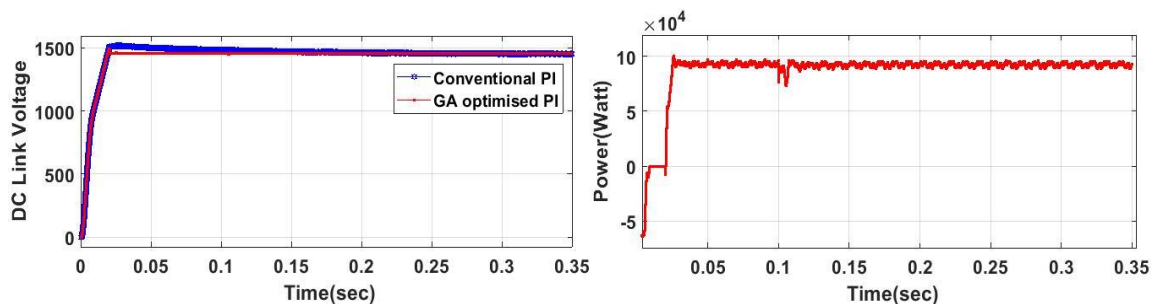 DC Link Voltage
1500
1000
500
0
Conventional PI
GA optimised PI
0 0.05 0.1 0.15 0.2 0.25 0.3 0.35
Time(sec)
×10⁴
Power(Watt)
10
5
0
-5
0.05 0.1 0.15 0.2 0.25 0.3 0.35
Time(sec)